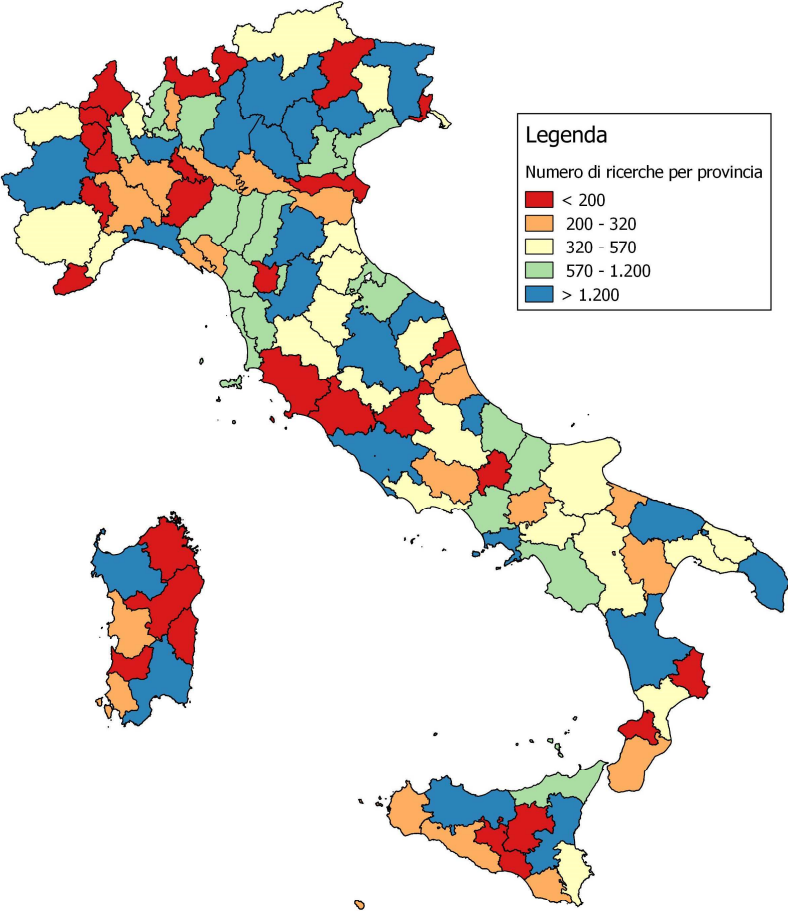 Legenda
Numero di ricerche per provincia
< 200
200 - 320
320 - 570
570 - 1.200
> 1.200